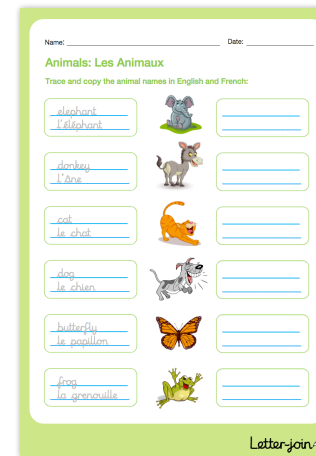 Name: Date:
Animals: Les Animaux
Trace and copy the animal names in English and French:
elephant
l'éléphant
donkey
l'âne
cat
le chat
dog
le chien
butterfly
le papillon
frog
la grenouille
Letter-join